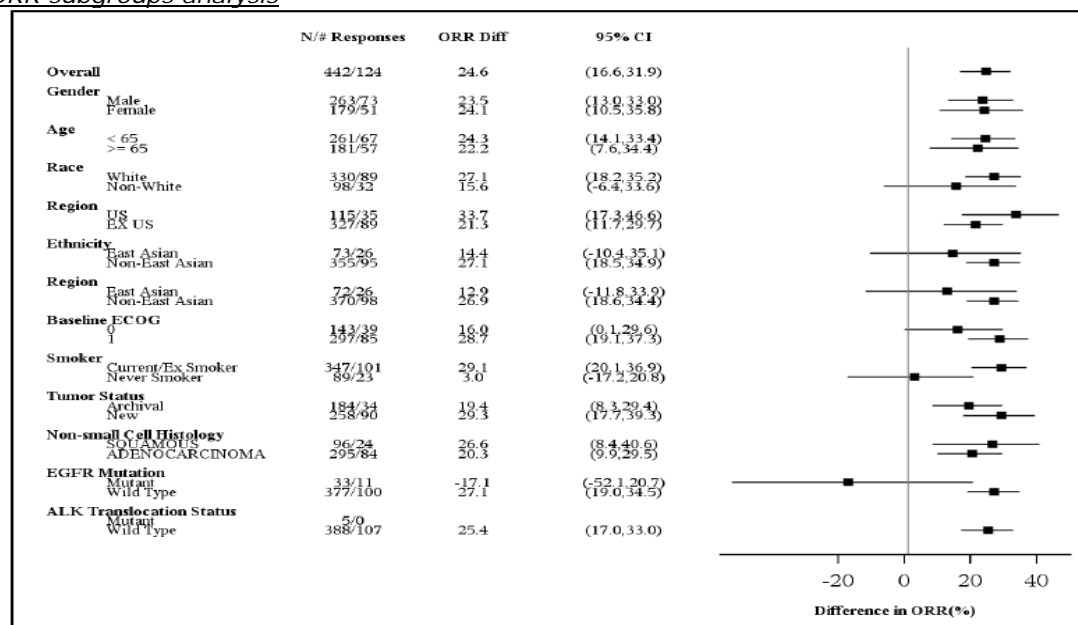 ORR subgroups analysis
N/# Responses ORR Diff 95% CI
Overall 442/124 24.6 (16.6,31.9)
Gender
Male 263/73 23.5 (13.0,33.0)
Female 179/51 24.1 (10.5,35.8)
Age
< 65 261/67 24.3 (14.1,33.4)
>= 65 181/57 22.2 (7.6,34.4)
Race
White 330/89 27.1 (18.2,35.2)
Non-White 98/32 15.6 (-6.4,33.6)
Region
US 115/35 33.7 (17.3,46.6)
EX US 327/89 21.3 (11.7,29.7)
Ethnicity
East Asian 73/26 14.4 (-10.4,35.1)
Non-East Asian 355/95 27.1 (18.5,34.9)
Region
East Asian 72/26 12.9 (-11.8,33.9)
Non-East Asian 370/98 26.9 (18.6,34.4)
Baseline ECOG
0 143/39 16.0 (0.1,29.6)
1 297/85 28.7 (19.1,37.3)
Smoker
Current/Ex Smoker 347/101 29.1 (20.1,36.9)
Never Smoker 89/23 3.0 (-17.2,20.8)
Tumor Status
Archival 184/34 19.4 (8.3,29.4)
New 258/90 29.3 (17.7,39.3)
Non-small Cell Histology
SQUAMOUS 96/24 26.6 (8.4,40.6)
ADENOCARCINOMA 295/84 20.3 (9.9,29.5)
EGFR Mutation
Mutant 33/11 -17.1 (-52.1,20.7)
Wild Type 377/100 27.1 (19.0,34.5)
ALK Translocation Status
Mutant 5/0
Wild Type 388/107 25.4 (17.0,33.0)
-20 0 20 40
Difference in ORR(%)